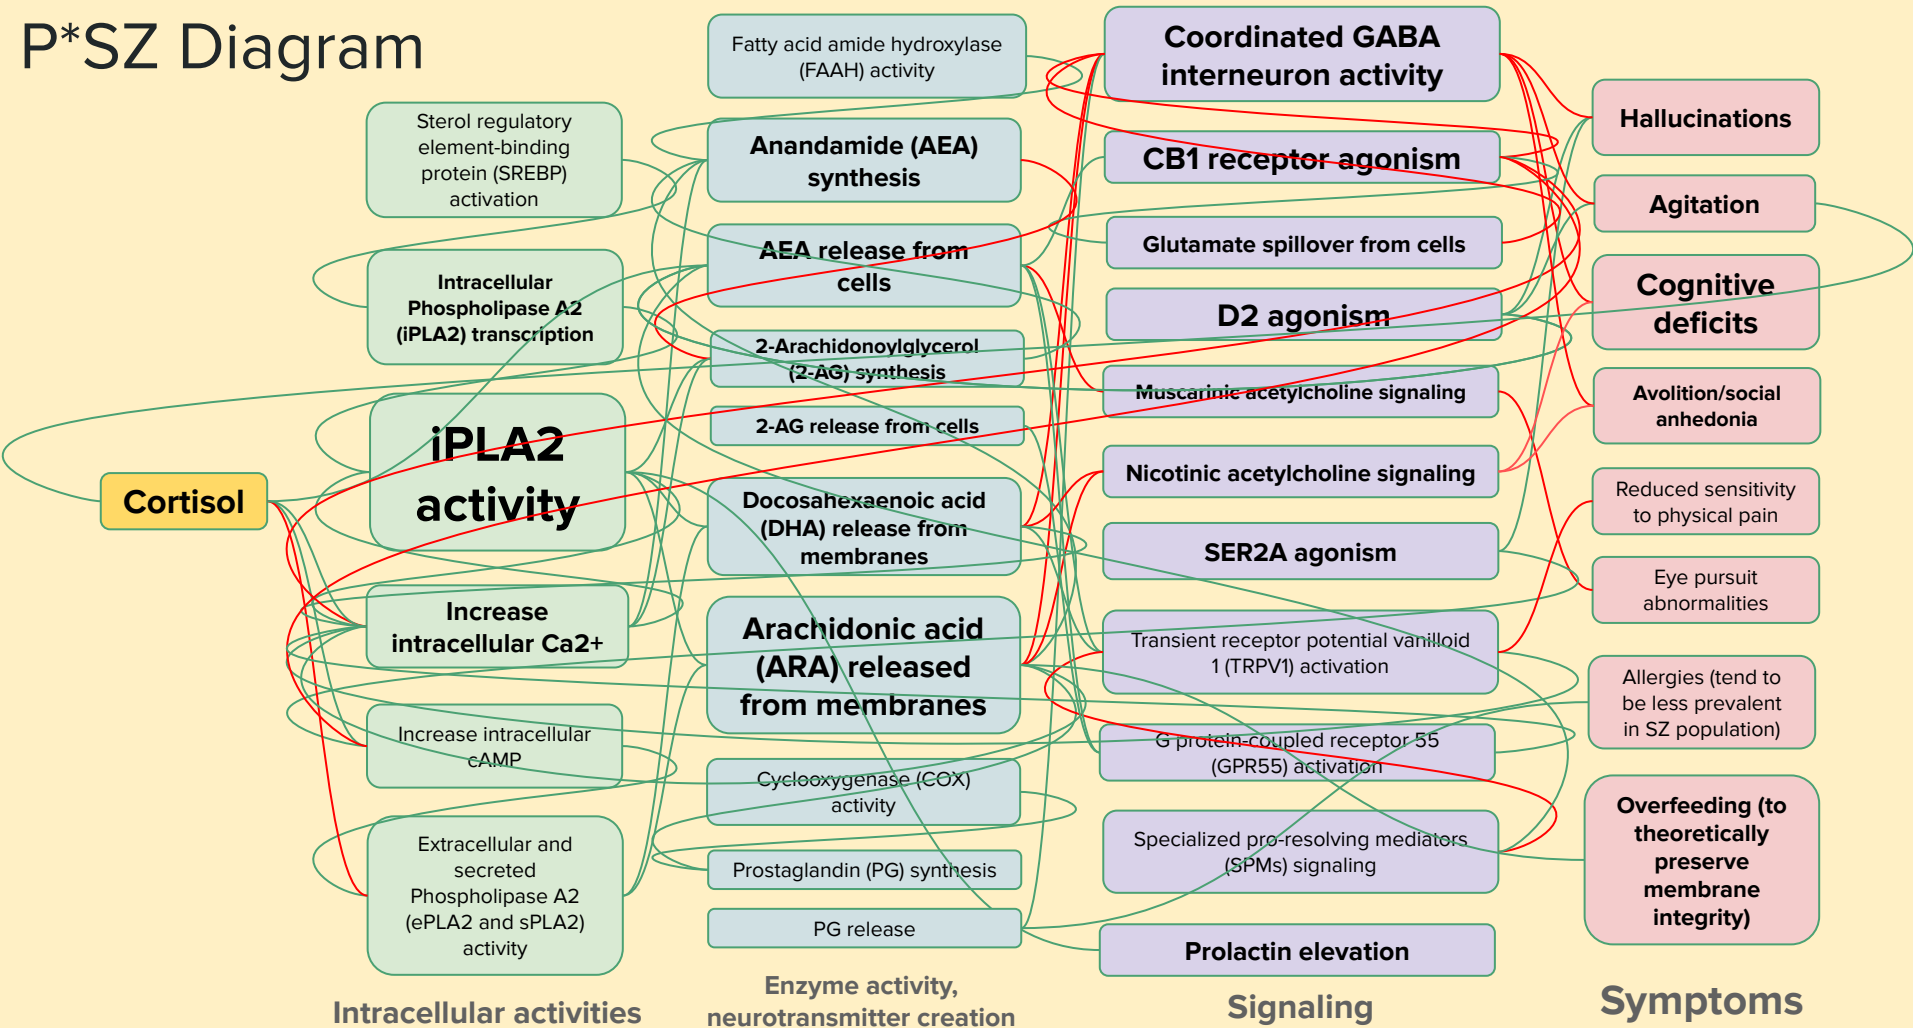 P*SZ Diagram
Cortisol
Sterol regulatory
element-binding
protein (SREBP)
activation
Intracellular
Phospholipase A2
(iPLA2) transcription
iPLA2
activity
Increase
intracellular Ca2+
Increase intracellular
cAMP
Extracellular and
secreted
Phospholipase A2
(ePLA2 and sPLA2)
activity
Intracellular activities
Fatty acid amide hydroxylase
(FAAH) activity
Anandamide (AEA)
synthesis
AEA release from
cells
2-Arachidonoylglycerol
(2-AG) synthesis
2-AG release from cells
Docosahexaenoic acid
(DHA) release from
membranes
Arachidonic acid
(ARA) released
from membranes
Cyclooxygenase (COX)
activity
Prostaglandin (PG) synthesis
PG release
Enzyme activity,
neurotransmitter creation
Coordinated GABA
interneuron activity
CB1 receptor agonism
Glutamate spillover from cells
D2 agonism
Muscarinic acetylcholine signaling
Nicotinic acetylcholine signaling
SER2A agonism
Transient receptor potential vanilloid
1 (TRPV1) activation
G protein-coupled receptor 55
(GPR55) activation
Specialized pro-resolving mediators
(SPMs) signaling
Prolactin elevation
Signaling
Hallucinations
Agitation
Cognitive
deficits
Avolition/social
anhedonia
Reduced sensitivity
to physical pain
Eye pursuit
abnormalities
Allergies (tend to
be less prevalent
in SZ population)
Overfeeding (to
theoretically
preserve
membrane
integrity)
Symptoms